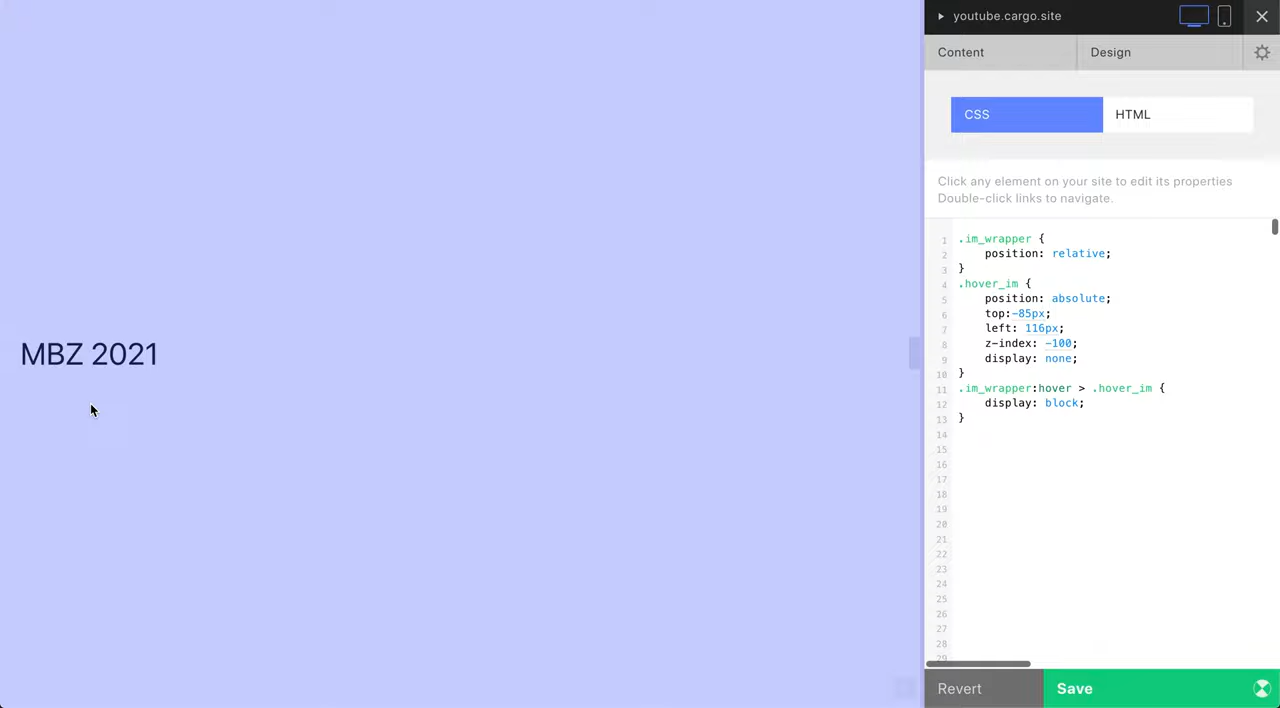 youtube.cargo.site
Content
Design
CSS
HTML
Click any element on your site to edit its properties
Double-click links to navigate.
1 .im_wrapper {
2 position: relative;
3 }
4 .hover_im {
5 position: absolute;
6 top:-85px;
7 left: 116px;
8 z-index: -100;
9 display: none;
10 }
11 .im_wrapper:hover > .hover_im {
12 display: block;
13 }
14
15
16
17
18
19
20
21
22
23
24
25
26
27
28
29
MBZ 2021
Revert
Save